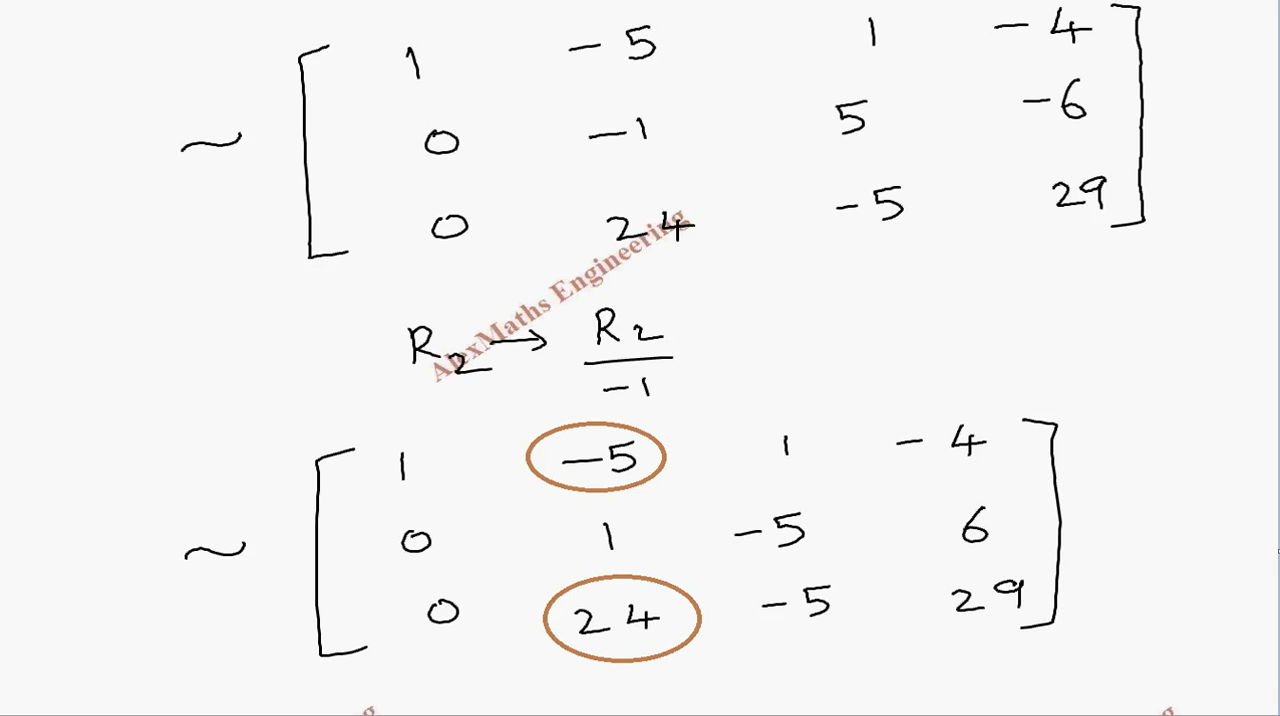 1 -5 1 -4
~ 0 -1 5 -6
0 24 -5 29
AlexMaths Engineering
R2 → R2
-1
1 -5 1 -4
~ 0 1 -5 6
0 24 -5 29